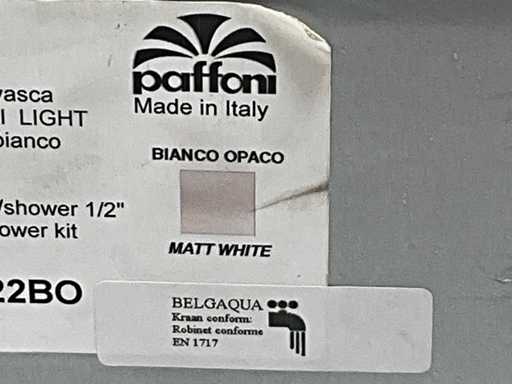 paffoni
Made in Italy
vasca
I LIGHT
bianco
BIANCO OPACO
/shower 1/2"
ower kit
MATT WHITE
22BO
BELGAQUA
Kraan conform:
Robinet conforme
EN 1717